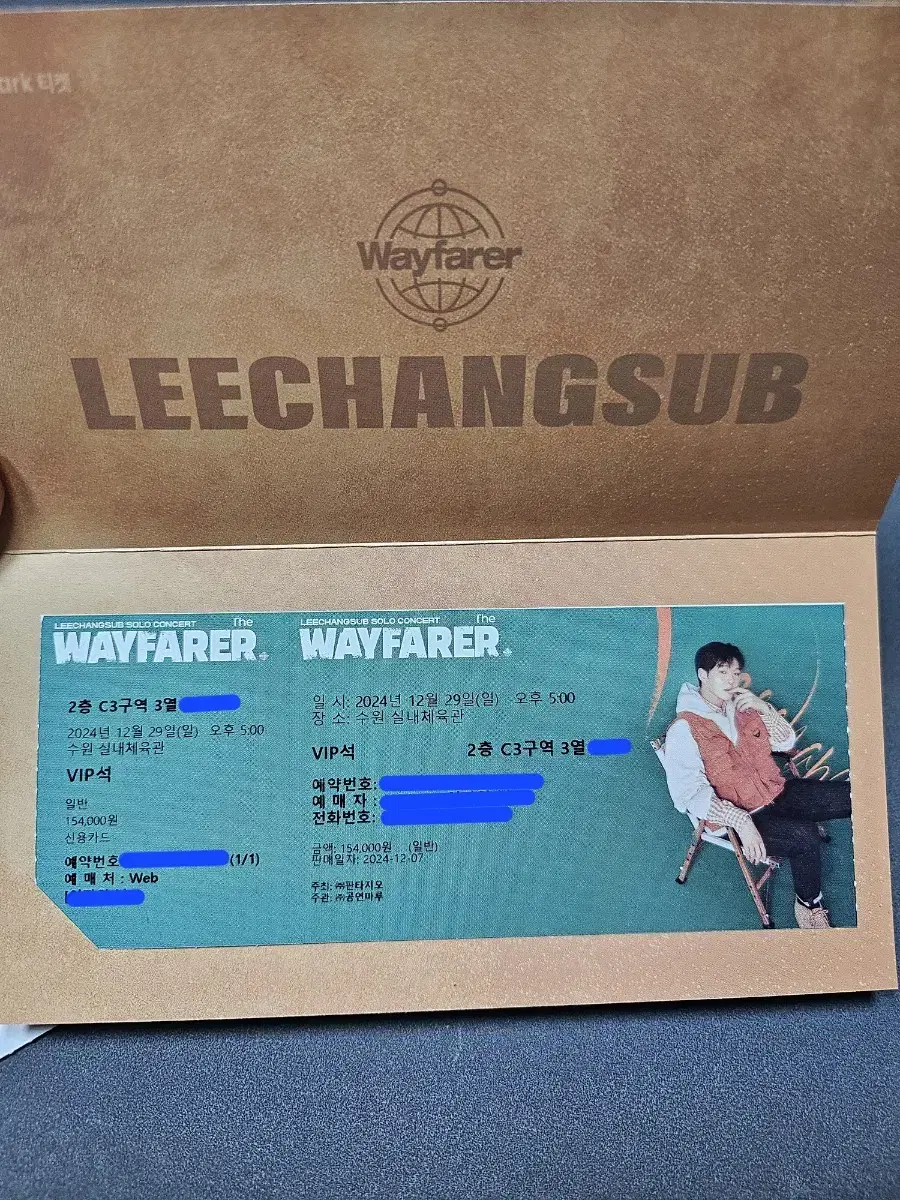 ark 티켓
Wayfarer
LEECHANGSUB
LEECHANGSUB SOLO CONCERT The
WAYFARER
2층 C3구역 3열
2024년 12월 29일(일) 오후 5:00
수원 실내체육관
VIP석
일반
154,000원
신용카드
예약번호 (1/1)
예 매 처 : Web
LEECHANGSUB SOLO CONCERT The
WAYFARER
일 시: 2024년 12월 29일(일) 오후 5:00
장 소: 수원 실내체육관
VIP석 2층 C3구역 3열
예약번호:
예 매 자 :
전화번호:
금액: 154,000원 (일반)
판매일자: 2024-12-07
주최: ㈜판타지오
주관: ㈜공연마루